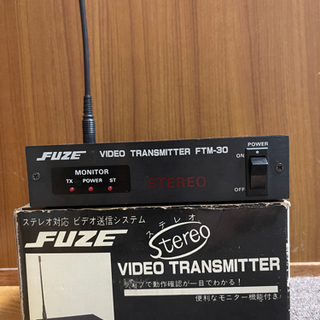 FUZE VIDEO TRANSMITTER FTM-30
POWER
ON
OFF
MONITOR
TX POWER ST
STEREO
ステレオ対応 ビデオ送信システム
ステレオ
FUZE Stereo
VIDEO TRANSMITTER
で動作確認が一目でわかる!
便利なモニター機能付き